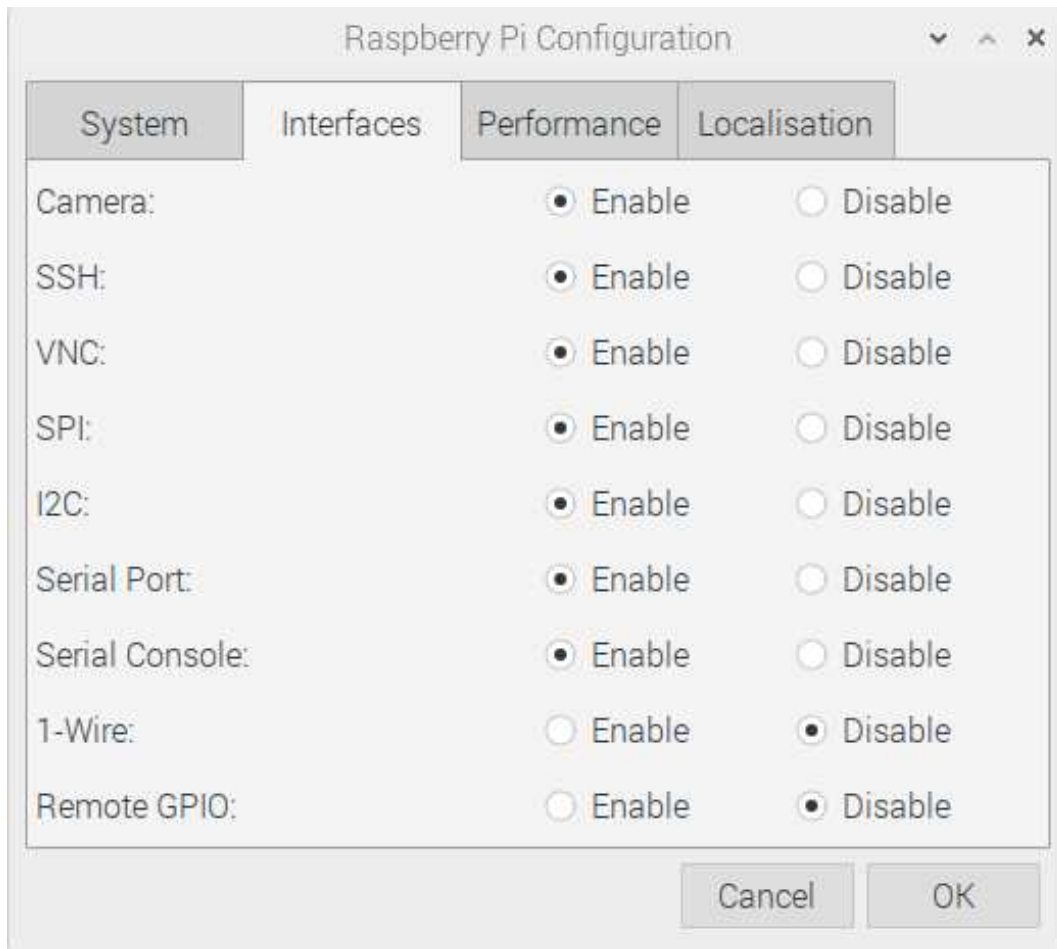 Raspberry Pi Configuration
System Interfaces Performance Localisation
Camera: Enable Disable
SSH: Enable Disable
VNC: Enable Disable
SPI: Enable Disable
I2C: Enable Disable
Serial Port: Enable Disable
Serial Console: Enable Disable
1-Wire: Enable Disable
Remote GPIO: Enable Disable
Cancel OK